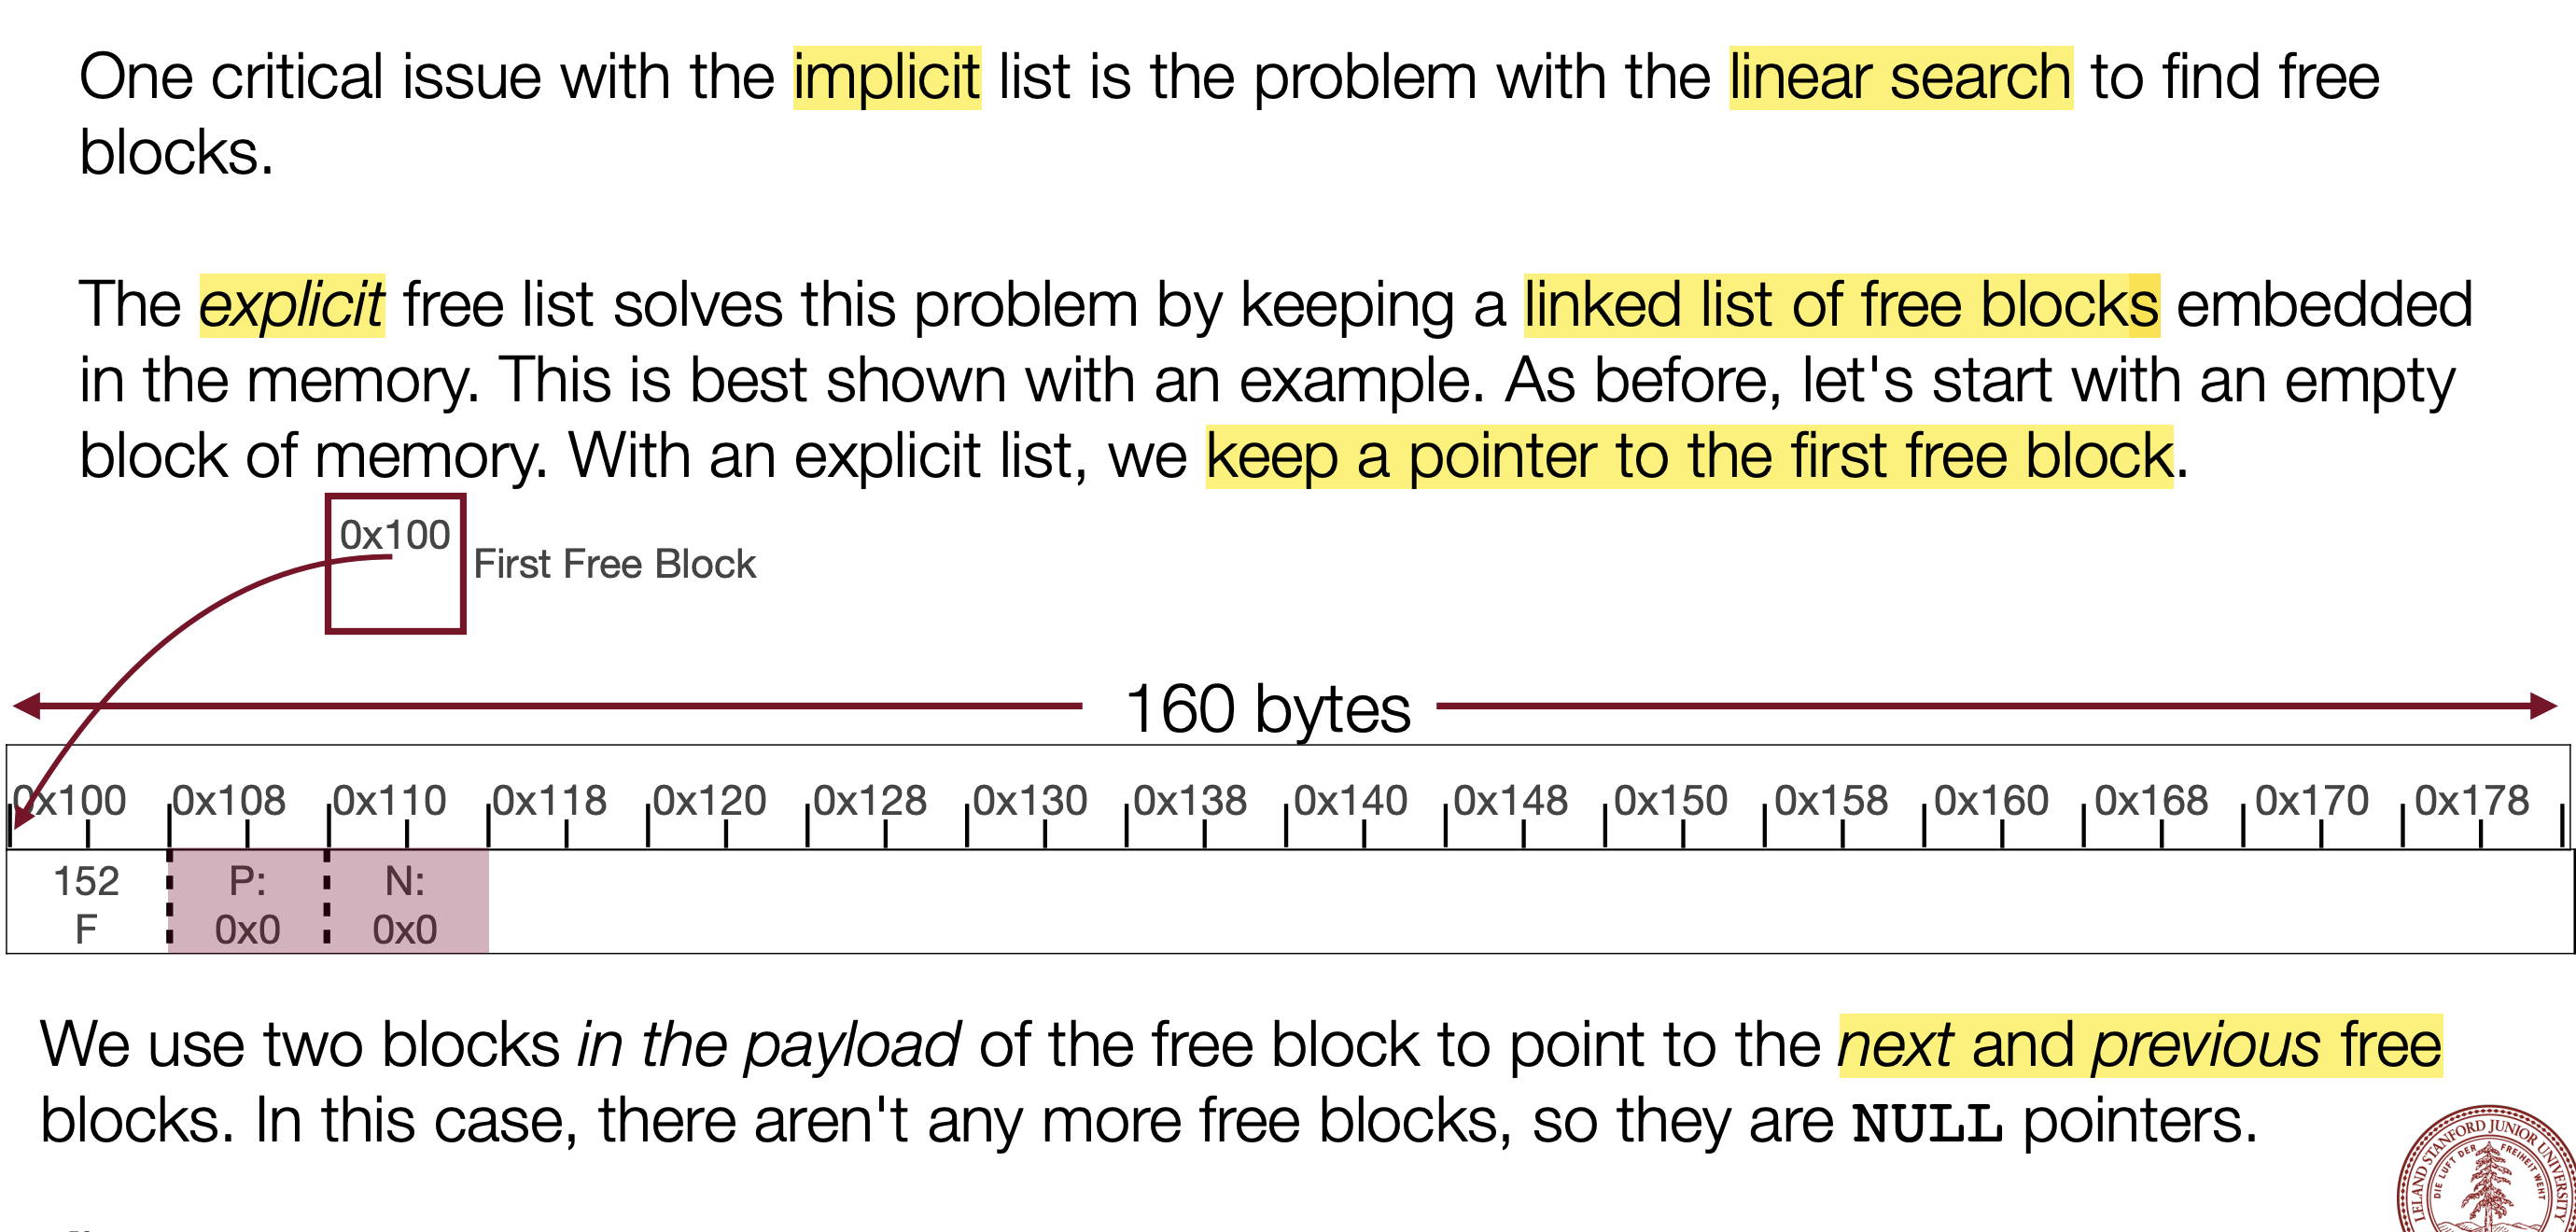 One critical issue with the implicit list is the problem with the linear search to find free
blocks.
The explicit free list solves this problem by keeping a linked list of free blocks embedded
in the memory. This is best shown with an example. As before, let's start with an empty
block of memory. With an explicit list, we keep a pointer to the first free block.
0x100
First Free Block
160 bytes
0x100 0x108 0x110 0x118 0x120 0x128 0x130 0x138 0x140 0x148 0x150 0x158 0x160 0x168 0x170 0x178
152 P: N:
F 0x0 0x0
We use two blocks in the payload of the free block to point to the next and previous free
blocks. In this case, there aren't any more free blocks, so they are NULL pointers.
LELAND STANFORD JUNIOR UNIVERSITY
DIE LUFT DER FREIHEIT WEHT